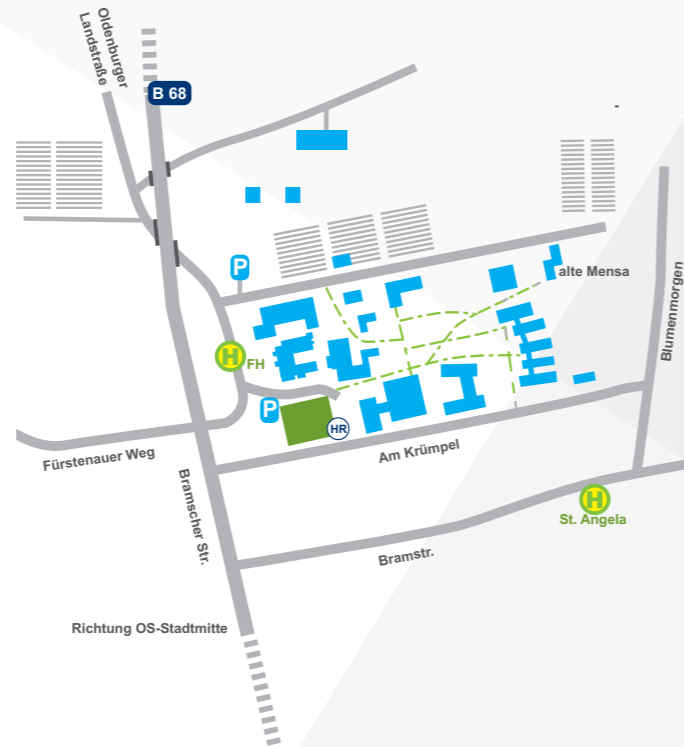 Oldenburger
Landstraße
B 68
-
P
alte Mensa
Blumenmorgen
H
FH
P
HR
Am Krümpel
Fürstenauer Weg
Bramscher Str.
H
St. Angela
Bramstr.
Richtung OS-Stadtmitte